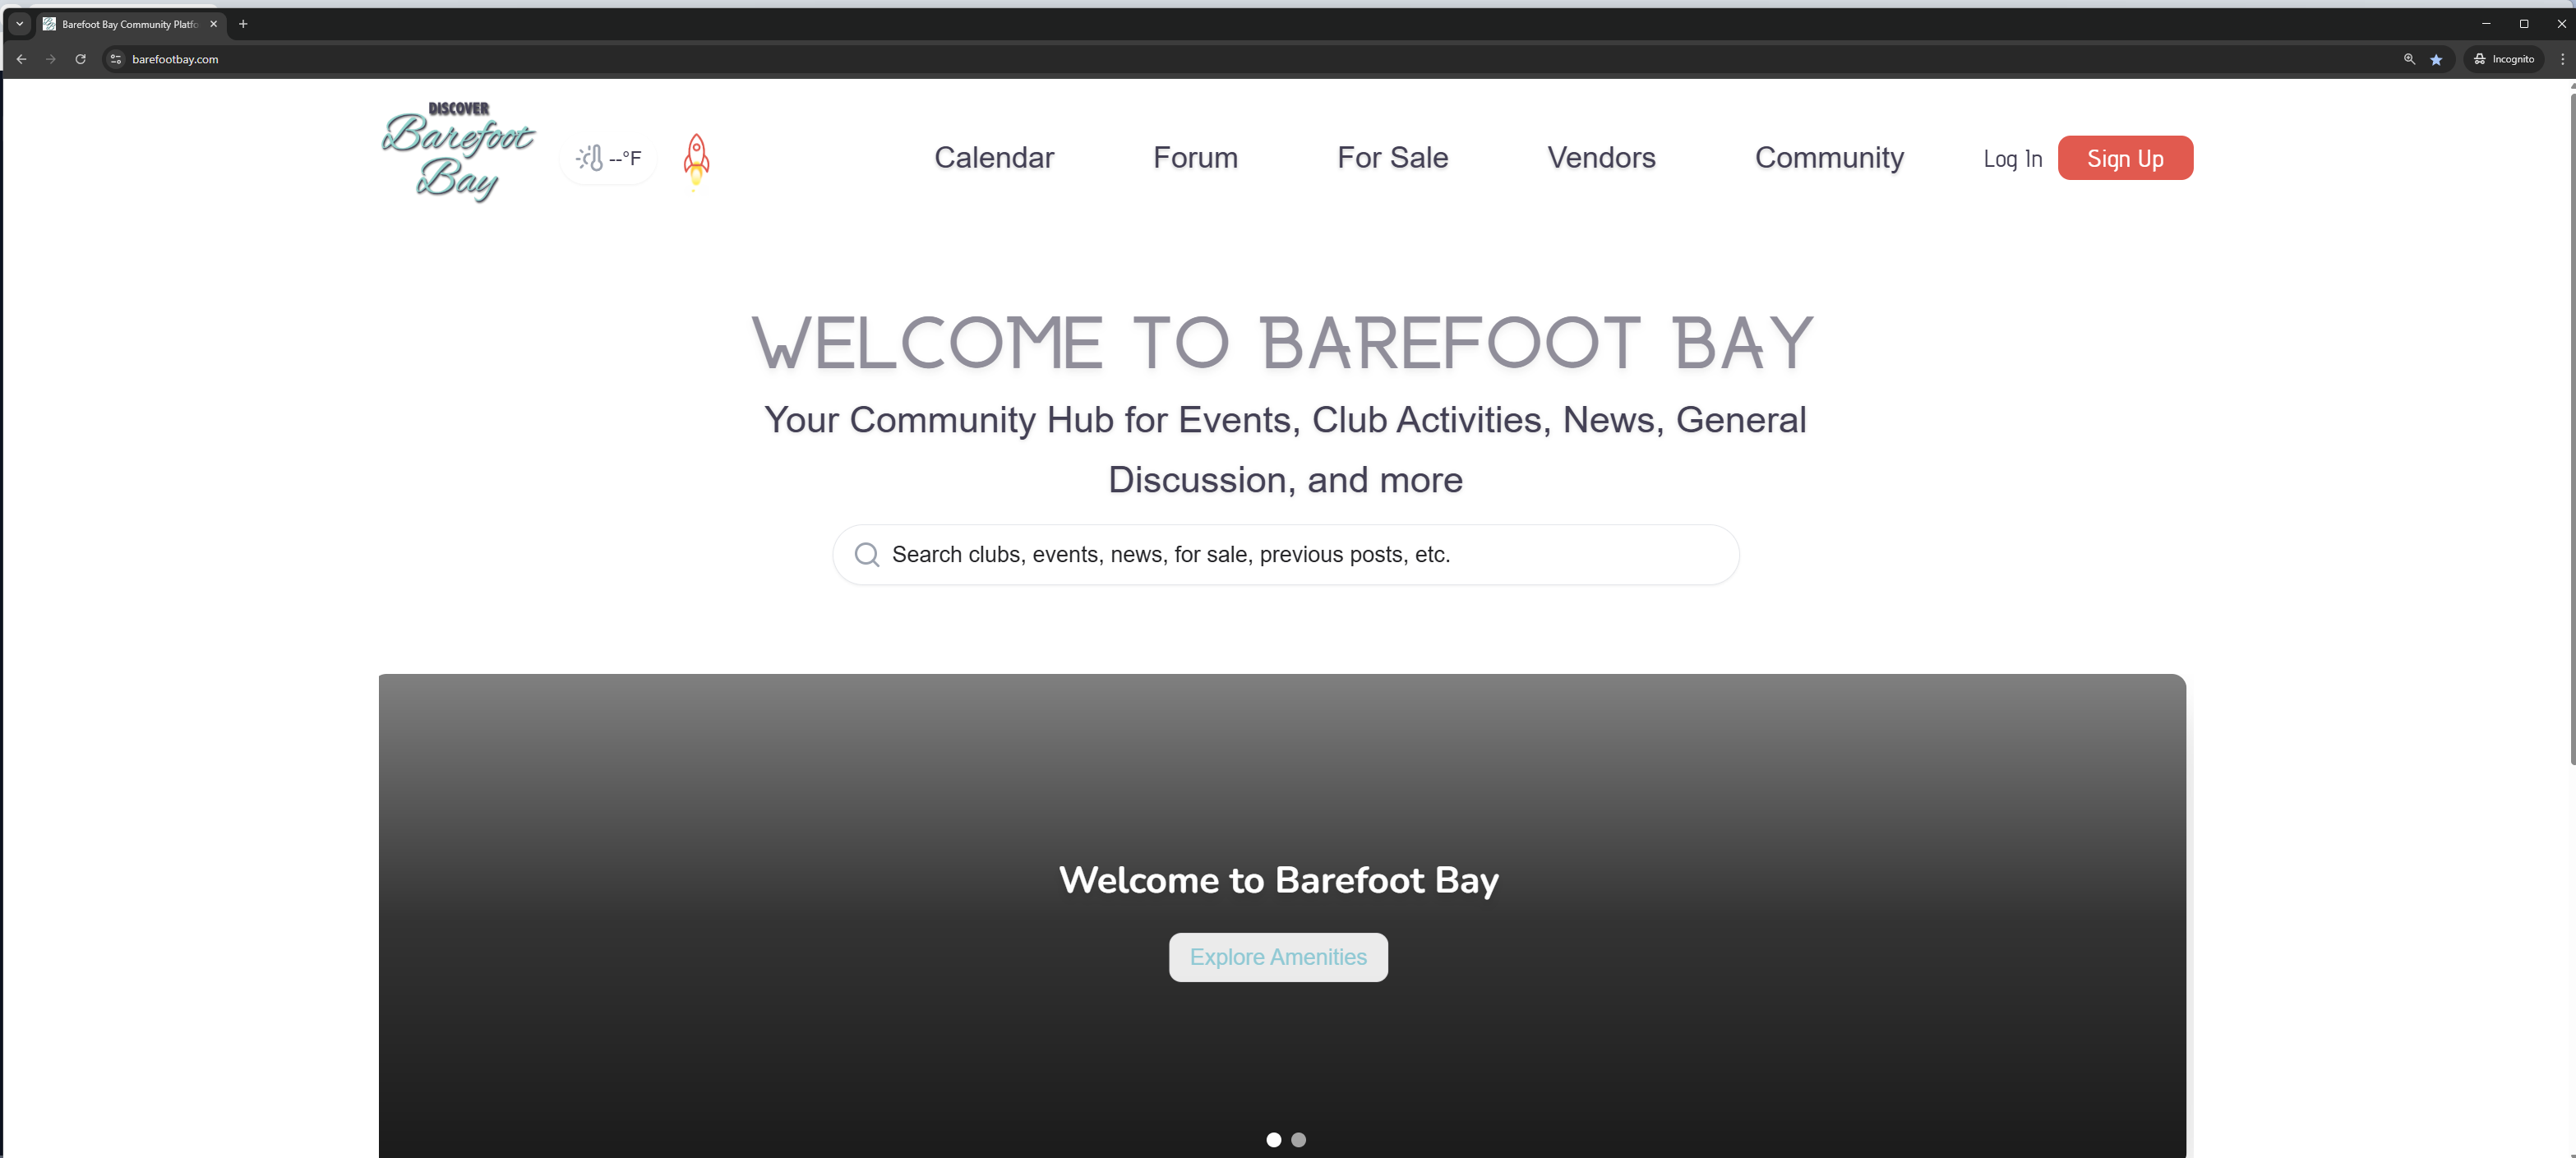 Barefoot Bay Community Platfo
barefootbay.com
Incognito
DISCOVER
Barefoot
Bay
--°F
Calendar
Forum
For Sale
Vendors
Community
Log In
Sign Up
WELCOME TO BAREFOOT BAY
Your Community Hub for Events, Club Activities, News, General
Discussion, and more
Search clubs, events, news, for sale, previous posts, etc.
Welcome to Barefoot Bay
Explore Amenities